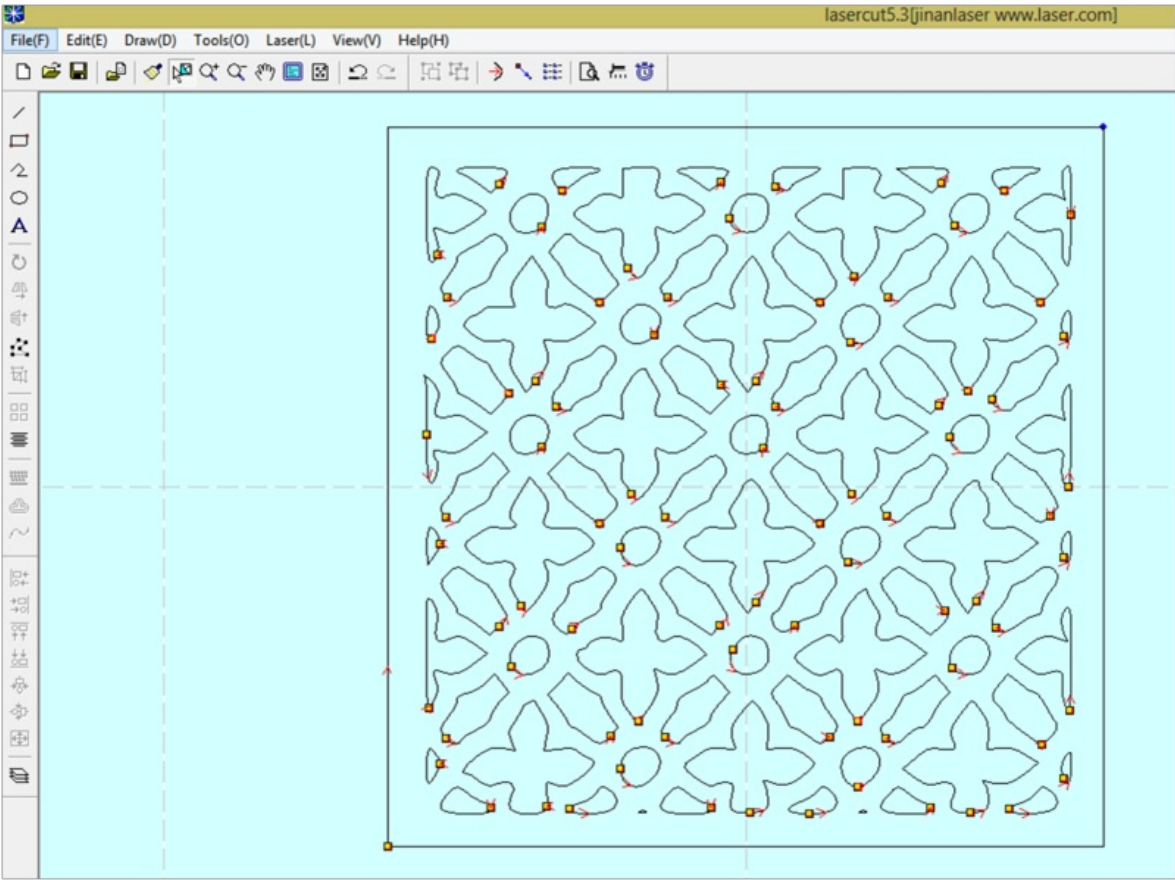 lasercut5.3[jinanlaser www.laser.com]
File(F) Edit(E) Draw(D) Tools(O) Laser(L) View(V) Help(H)
A